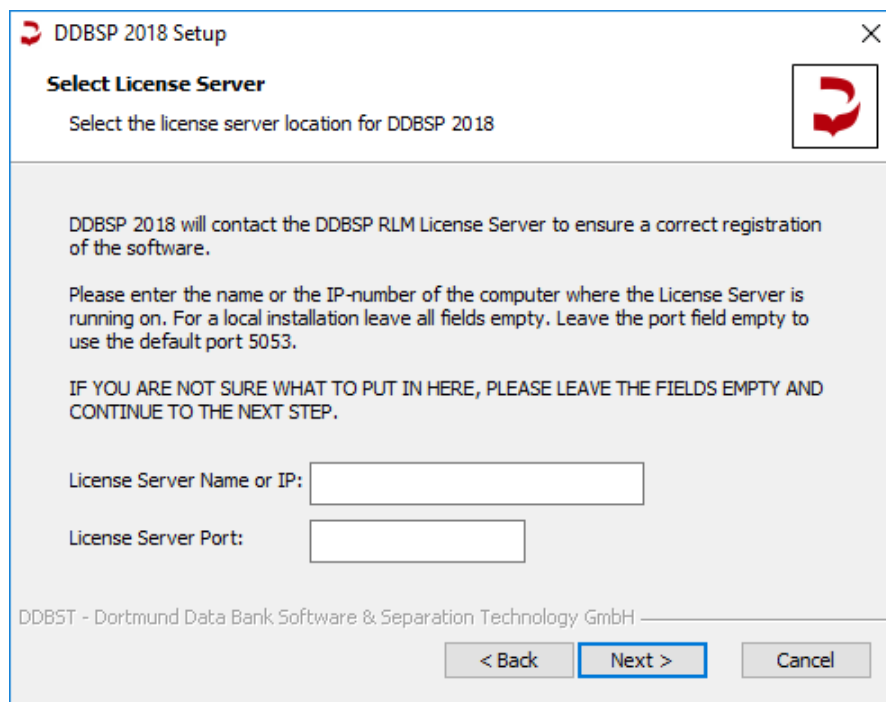 DDBSP 2018 Setup
Select License Server
Select the license server location for DDBSP 2018
DDBSP 2018 will contact the DDBSP RLM License Server to ensure a correct registration
of the software.
Please enter the name or the IP-number of the computer where the License Server is
running on. For a local installation leave all fields empty. Leave the port field empty to
use the default port 5053.
IF YOU ARE NOT SURE WHAT TO PUT IN HERE, PLEASE LEAVE THE FIELDS EMPTY AND
CONTINUE TO THE NEXT STEP.
License Server Name or IP:
License Server Port:
DDBST - Dortmund Data Bank Software & Separation Technology GmbH
< Back Next > Cancel